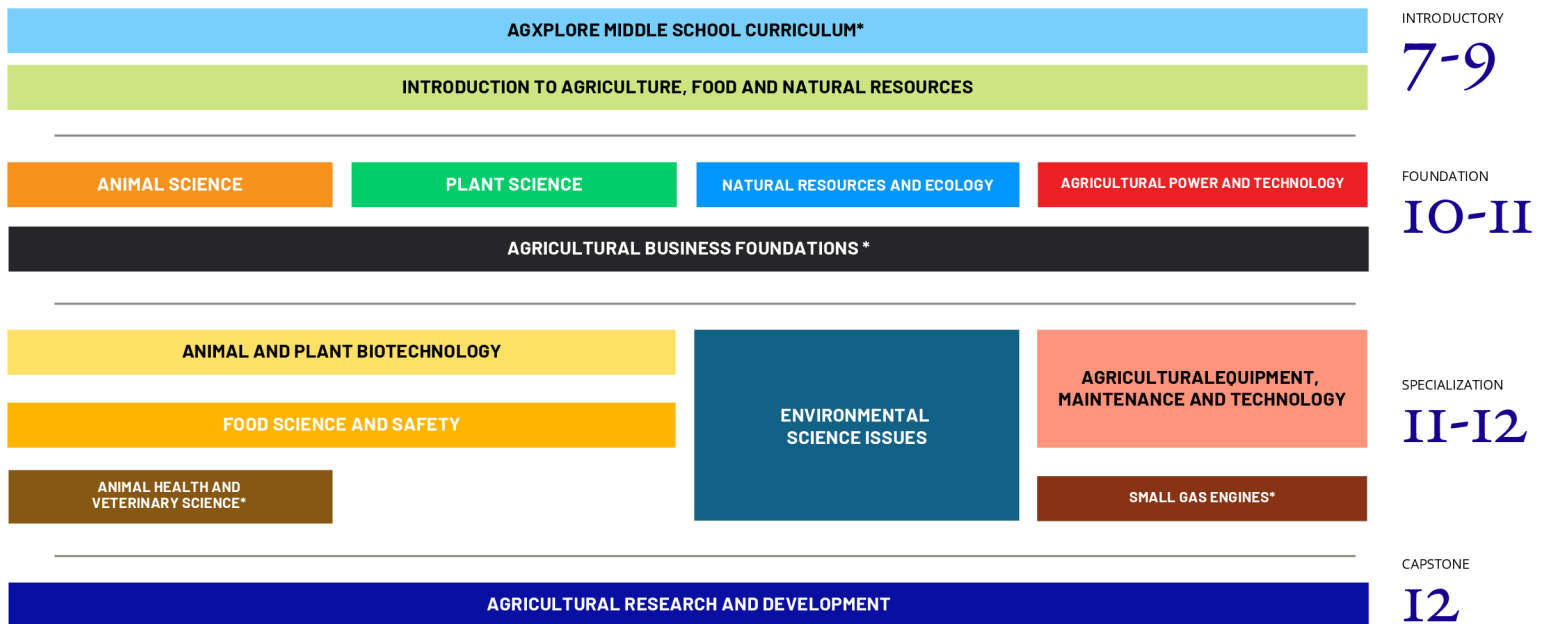 AGXPLORE MIDDLE SCHOOL CURRICULUM*
INTRODUCTORY
7-9
INTRODUCTION TO AGRICULTURE, FOOD AND NATURAL RESOURCES
ANIMAL SCIENCE
PLANT SCIENCE
NATURAL RESOURCES AND ECOLOGY
AGRICULTURAL POWER AND TECHNOLOGY
FOUNDATION
10-11
AGRICULTURAL BUSINESS FOUNDATIONS *
ANIMAL AND PLANT BIOTECHNOLOGY
FOOD SCIENCE AND SAFETY
ANIMAL HEALTH AND
VETERINARY SCIENCE*
ENVIRONMENTAL
SCIENCE ISSUES
AGRICULTURALEQUIPMENT,
MAINTENANCE AND TECHNOLOGY
SMALL GAS ENGINES*
SPECIALIZATION
11-12
AGRICULTURAL RESEARCH AND DEVELOPMENT
CAPSTONE
12